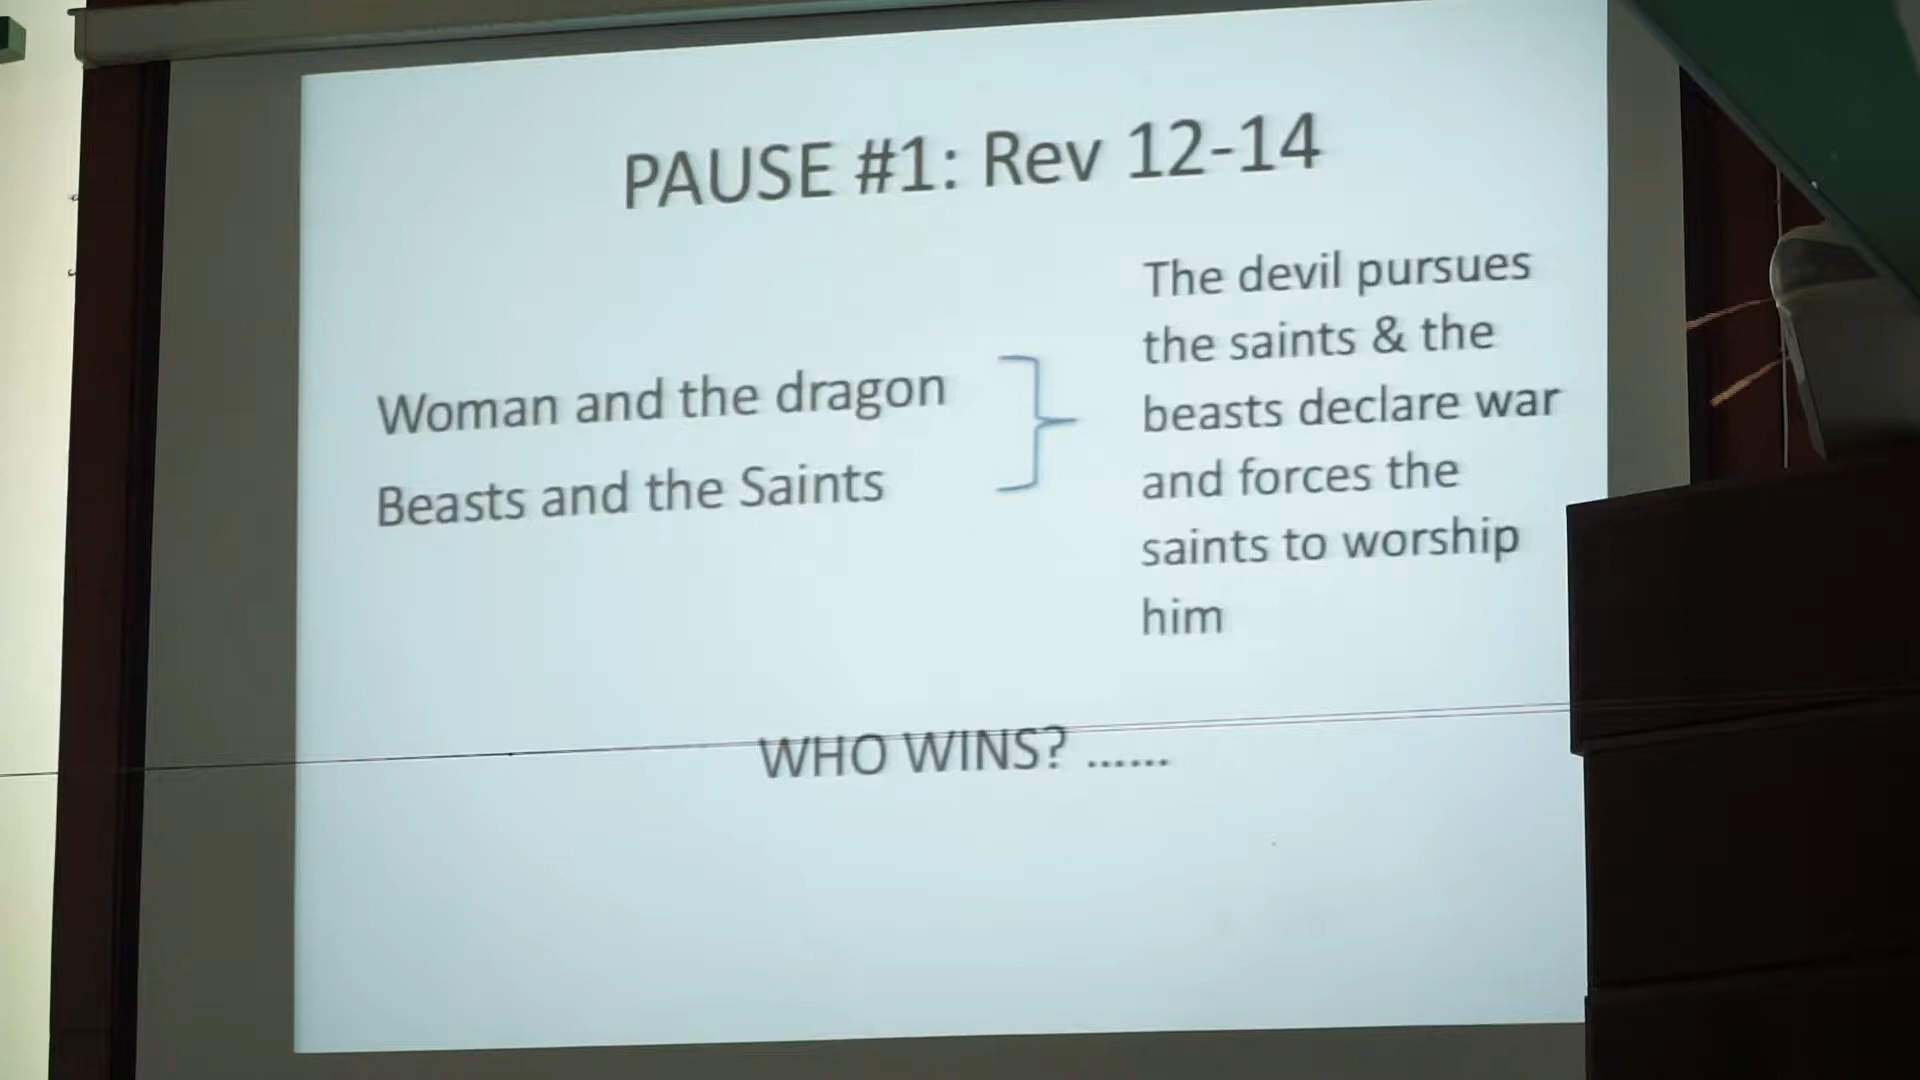 PAUSE #1: Rev 12-14
Woman and the dragon
Beasts and the Saints
The devil pursues
the saints & the
beasts declare war
and forces the
saints to worship
him
WHO WINS? ......